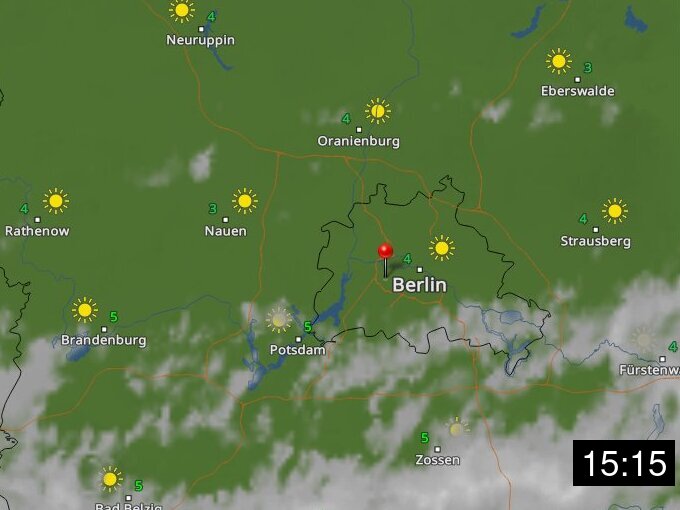 4
Neuruppin
3
Eberswalde
4
Oranienburg
4
Rathenow
3
Nauen
4
Strausberg
4
Berlin
5
Brandenburg
5
Potsdam
4
Fürstenwa
5
Zossen
15:15
5
Bad Belzig